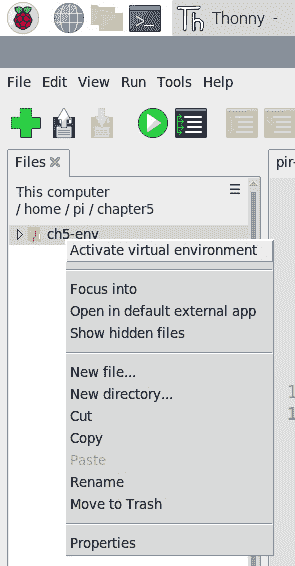 Thonny -
File Edit View Run Tools Help
Files
pir-
This computer
/ home / pi / chapter5
ch5-env
Activate virtual environment
Focus into
Open in default external app
Show hidden files
New file...
New directory...
Cut
Copy
Paste
Rename
Move to Trash
Properties
1
1